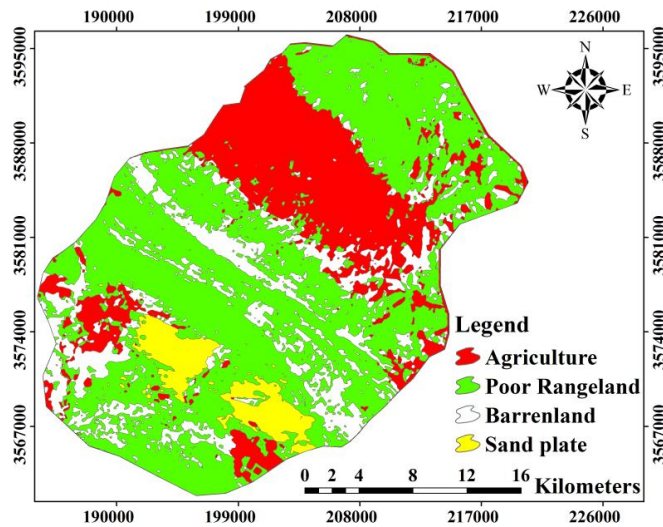 190000 199000 208000 217000 226000
3595000
3588000
3581000
3574000
3567000
N
W E
S
Legend
Agriculture
Poor Rangeland
Barrenland
Sand plate
0 2 4 8 12 16
Kilometers
190000 199000 208000 217000 226000
3595000
3588000
3581000
3574000
3567000